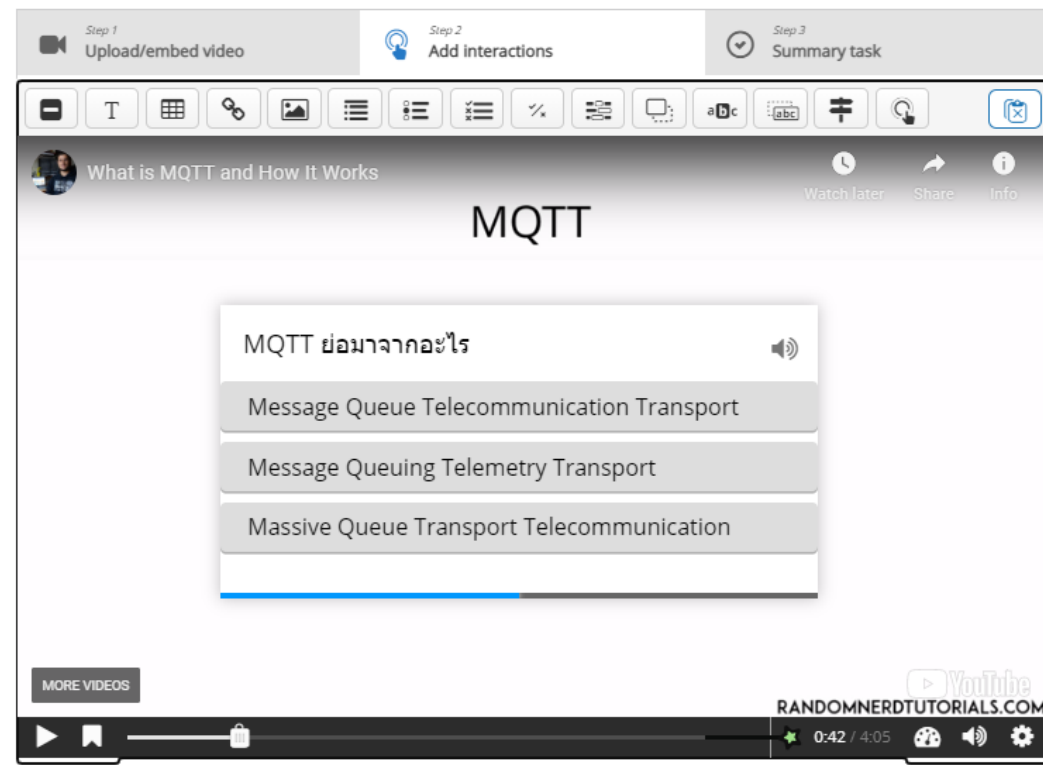 Step 1
Upload/embed video
Step 2
Add interactions
Step 3
Summary task
T
abc
abc
What is MQTT and How It Works
Watch later
Share
Info
MQTT
MQTT ย่อมาจากอะไร
Message Queue Telecommunication Transport
Message Queuing Telemetry Transport
Massive Queue Transport Telecommunication
MORE VIDEOS
YouTube
RANDOMNERDTUTORIALS.COM
0:42 / 4:05